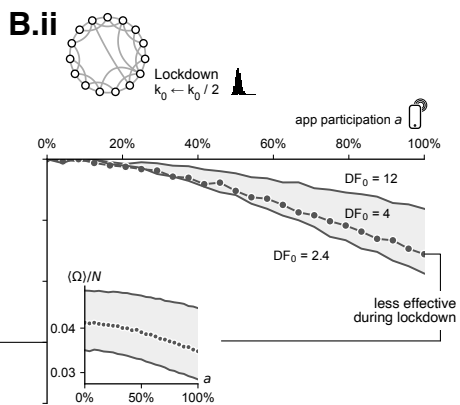 B.ii
Lockdown
k₀ ← k₀ / 2
app participation a
0% 20% 40% 60% 80% 100%
DF₀ = 12
DF₀ = 4
DF₀ = 2.4
less effective
during lockdown
⟨Ω⟩/N
0.04
0.03
a
0% 50% 100%